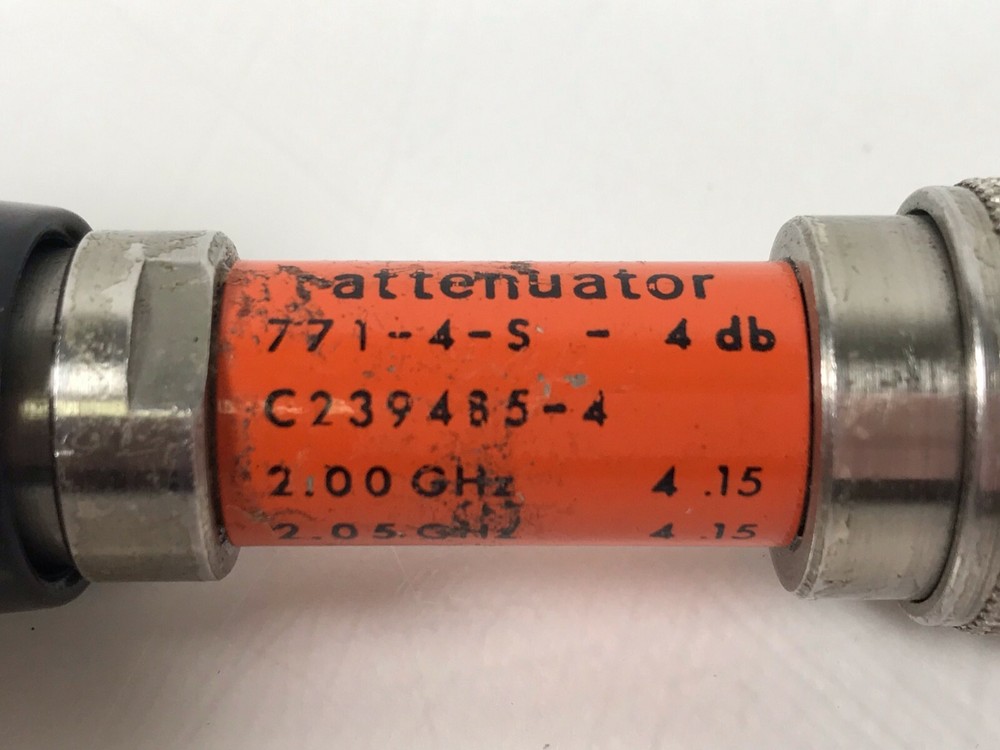 attenuator
771-4-S - 4 db
C239485-4
2.00 GHz 4.15
2.05 GHz 4.15